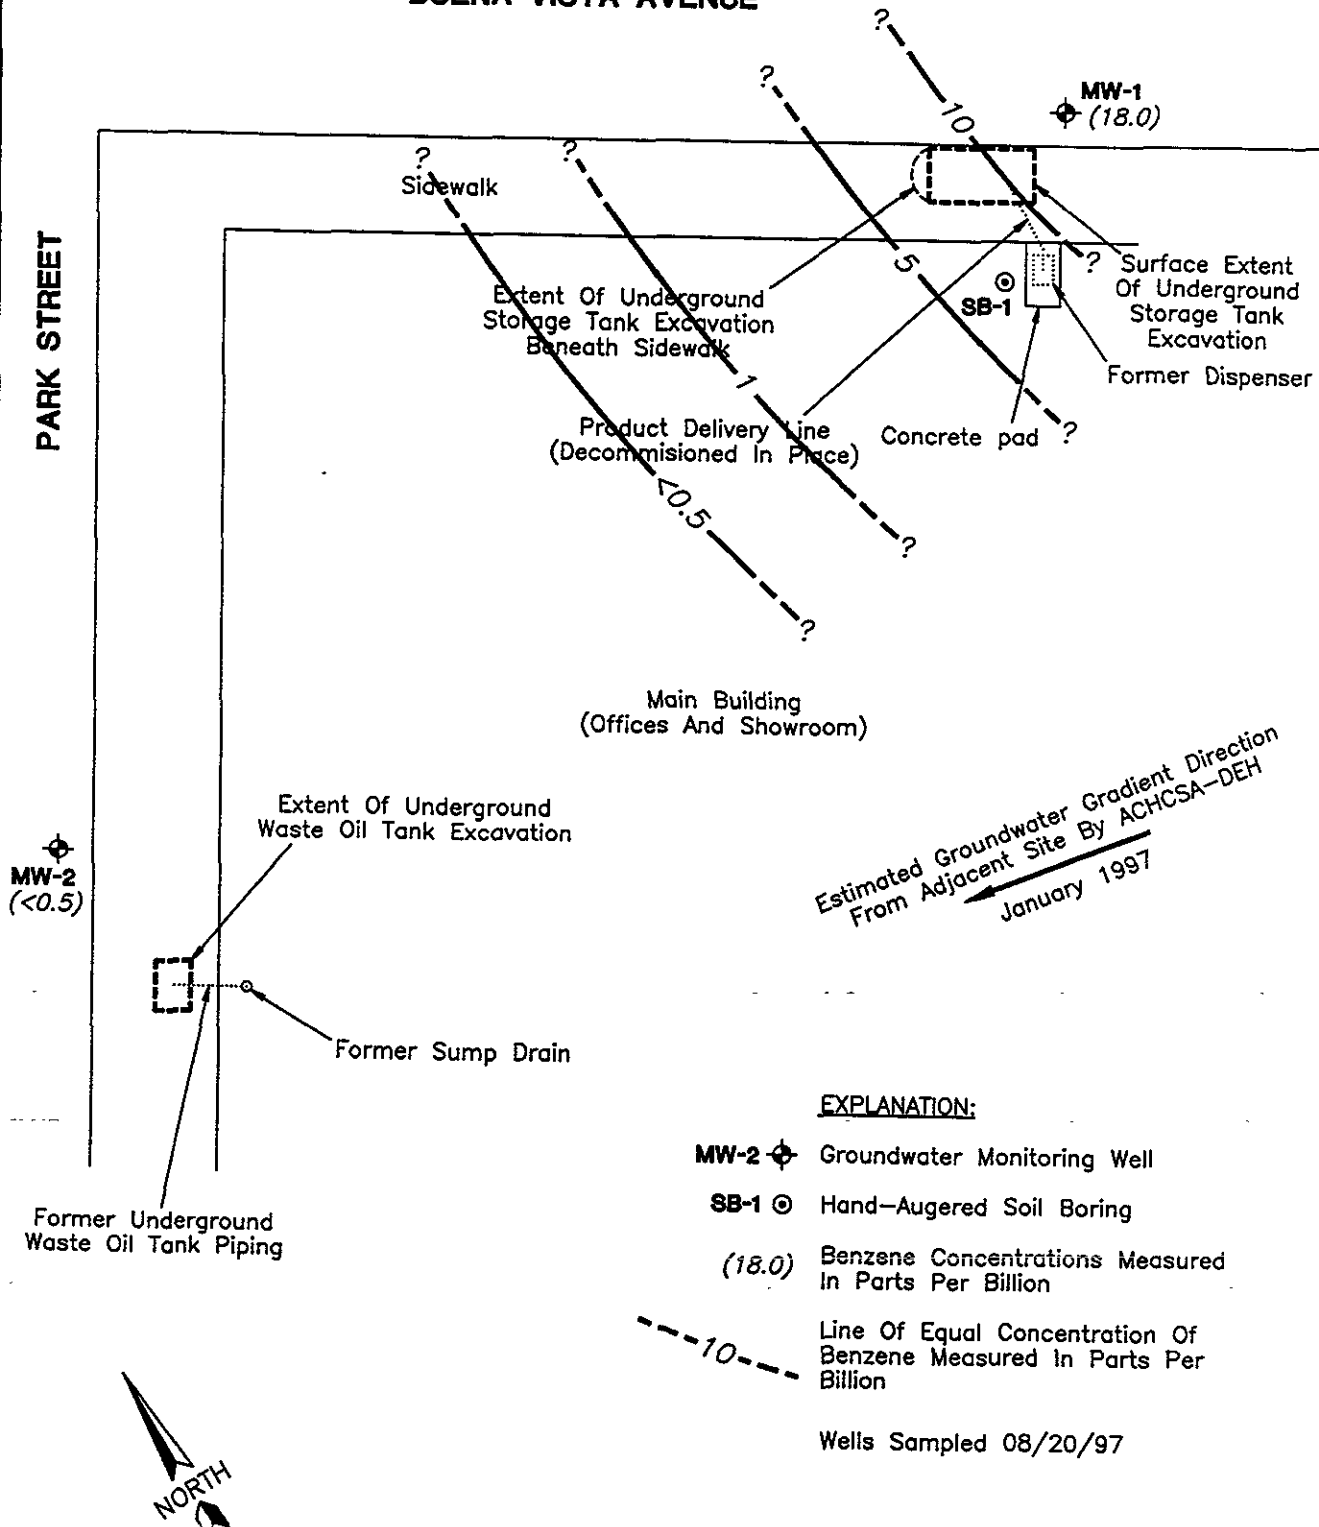 BUENA VISTA AVENUE
?
?
MW-1
(18.0)
10
?
?
Sidewalk
PARK STREET
5
?
Surface Extent
Of Underground
Storage Tank
Excavation
SB-1
Extent Of Underground
Storage Tank Excavation
Beneath Sidewalk
Former Dispenser
1
Product Delivery Line
(Decommisioned In Place)
Concrete pad
?
<0.5
?
?
Main Building
(Offices And Showroom)
Estimated Groundwater Gradient Direction
From Adjacent Site By ACHCSA-DEH
January 1997
Extent Of Underground
Waste Oil Tank Excavation
MW-2
(<0.5)
Former Sump Drain
Former Underground
Waste Oil Tank Piping
EXPLANATION:
MW-2 Groundwater Monitoring Well
SB-1 Hand-Augered Soil Boring
(18.0) Benzene Concentrations Measured
In Parts Per Billion
10 Line Of Equal Concentration Of
Benzene Measured In Parts Per
Billion
Wells Sampled 08/20/97
NORTH